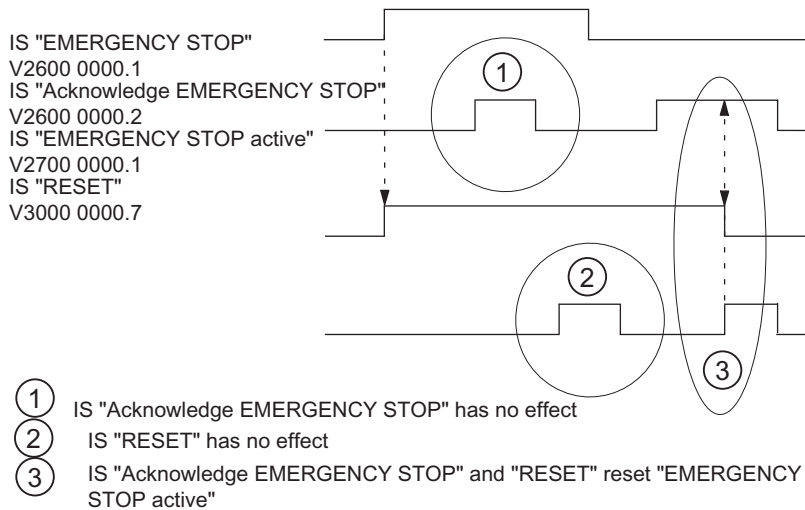 IS "EMERGENCY STOP"
V2600 0000.1
IS "Acknowledge EMERGENCY STOP"
V2600 0000.2
IS "EMERGENCY STOP active"
V2700 0000.1
IS "RESET"
V3000 0000.7
1
2
3
1 IS "Acknowledge EMERGENCY STOP" has no effect
2 IS "RESET" has no effect
3 IS "Acknowledge EMERGENCY STOP" and "RESET" reset "EMERGENCY
STOP active"